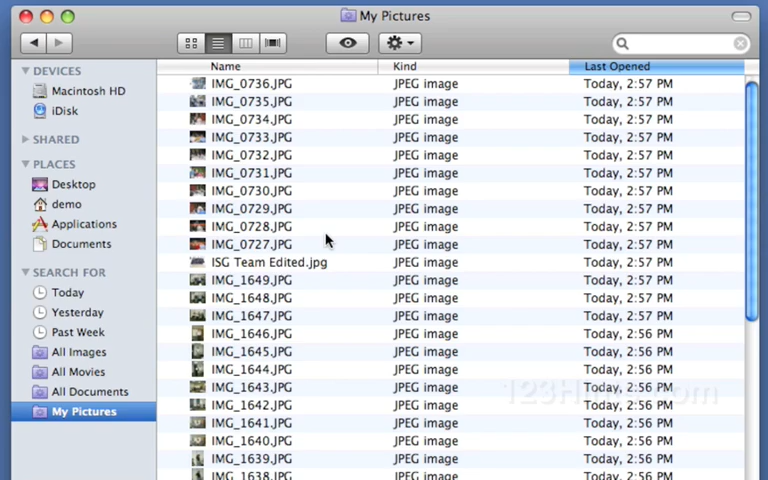 My Pictures
Name Kind Last Opened
DEVICES
Macintosh HD
iDisk
SHARED
PLACES
Desktop
demo
Applications
Documents
SEARCH FOR
Today
Yesterday
Past Week
All Images
All Movies
All Documents
My Pictures
IMG_0736.JPG JPEG image Today, 2:57 PM
IMG_0735.JPG JPEG image Today, 2:57 PM
IMG_0734.JPG JPEG image Today, 2:57 PM
IMG_0733.JPG JPEG image Today, 2:57 PM
IMG_0732.JPG JPEG image Today, 2:57 PM
IMG_0731.JPG JPEG image Today, 2:57 PM
IMG_0730.JPG JPEG image Today, 2:57 PM
IMG_0729.JPG JPEG image Today, 2:57 PM
IMG_0728.JPG JPEG image Today, 2:57 PM
IMG_0727.JPG JPEG image Today, 2:57 PM
ISG Team Edited.jpg JPEG image Today, 2:57 PM
IMG_1649.JPG JPEG image Today, 2:57 PM
IMG_1648.JPG JPEG image Today, 2:57 PM
IMG_1647.JPG JPEG image Today, 2:57 PM
IMG_1646.JPG JPEG image Today, 2:56 PM
IMG_1645.JPG JPEG image Today, 2:56 PM
IMG_1644.JPG JPEG image Today, 2:56 PM
IMG_1643.JPG JPEG image Today, 2:56 PM
IMG_1642.JPG JPEG image Today, 2:56 PM
IMG_1641.JPG JPEG image Today, 2:56 PM
IMG_1640.JPG JPEG image Today, 2:56 PM
IMG_1639.JPG JPEG image Today, 2:56 PM
IMG_1638.JPG JPEG image Today, 2:56 PM